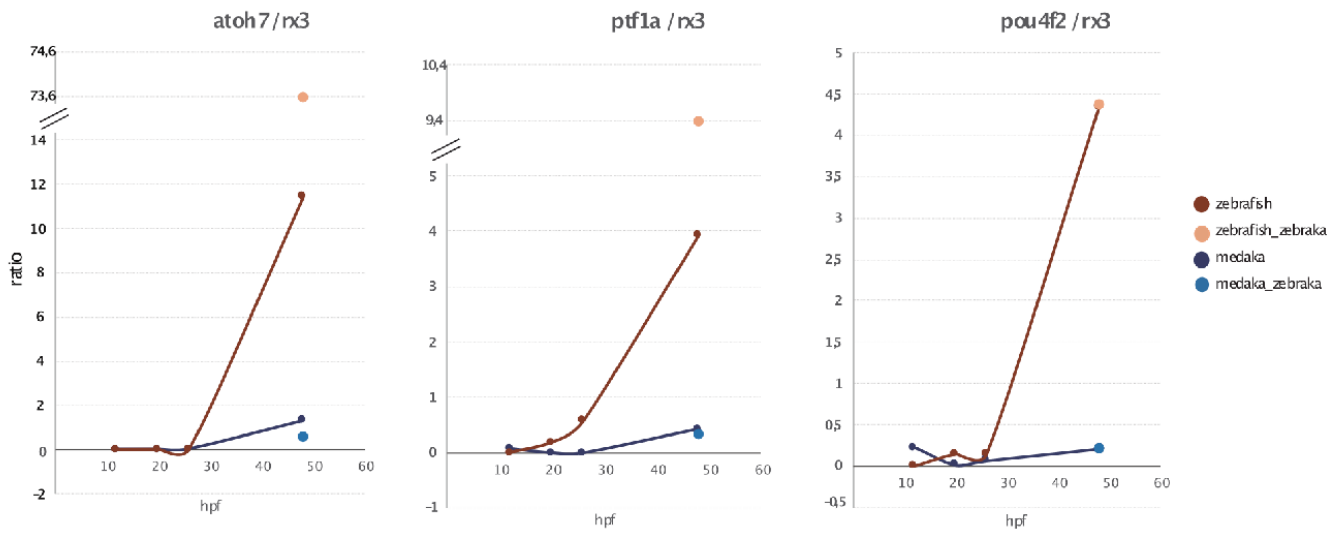 atoh7/rx3
74,6
73,6
14
12
10
8
6
4
2
0
-2
ratio
10 20 30 40 50 60
hpf
ptf1a /rx3
10,4
9,4
5
4
3
2
1
0
-1
10 20 30 40 50 60
hpf
pou4f2/rx3
5
4,5
4
3,5
3
2,5
2
1,5
1
0,5
0
-0,5
10 20 30 40 50 60
hpf
zebrafish
zebrafish_zebraka
medaka
medaka_zebraka